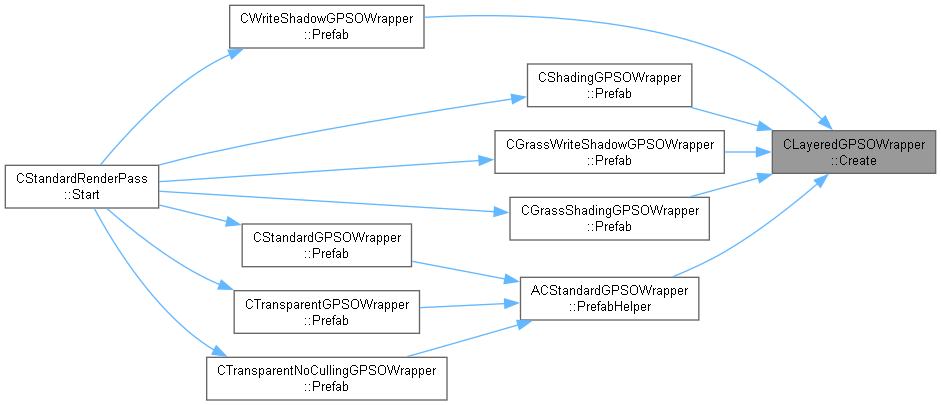 CWriteShadowGPSOWrapper
::Prefab
CShadingGPSOWrapper
::Prefab
CGrassWriteShadowGPSOWrapper
::Prefab
CLayeredGPSOWrapper
::Create
CStandardRenderPass
::Start
CGrassShadingGPSOWrapper
::Prefab
CStandardGPSOWrapper
::Prefab
ACStandardGPSOWrapper
::PrefabHelper
CTransparentGPSOWrapper
::Prefab
CTransparentNoCullingGPSOWrapper
::Prefab